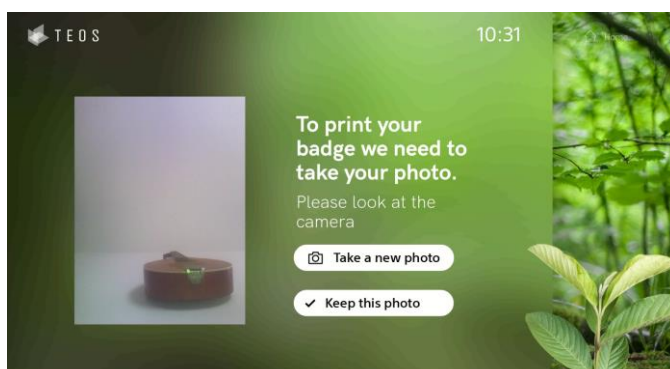 TEOS
10:31
Home
To print your
badge we need to
take your photo.
Please look at the
camera
Take a new photo
Keep this photo